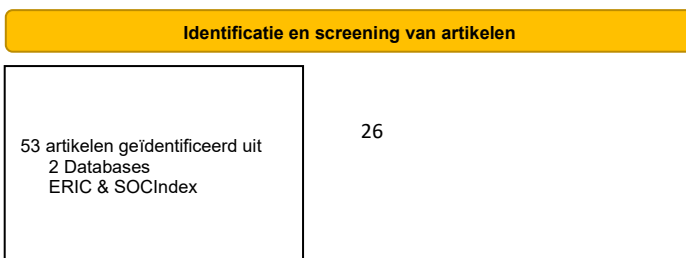 Identificatie en screening van artikelen
53 artikelen geïdentificeerd uit
2 Databases
ERIC & SOCIndex
26